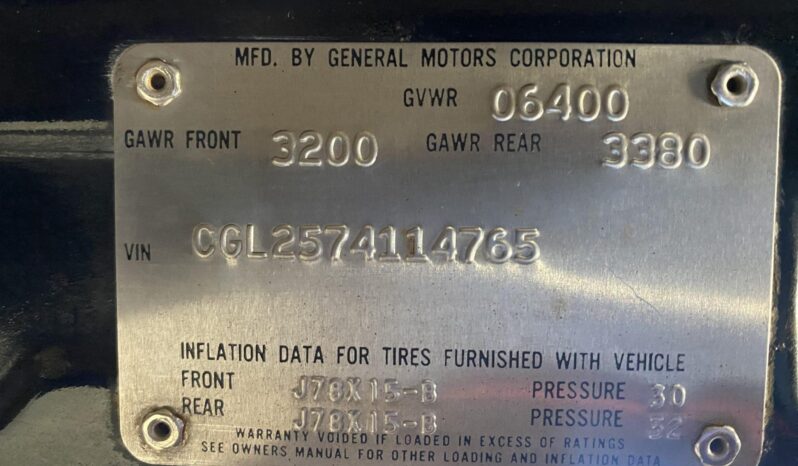 MFD. BY GENERAL MOTORS CORPORATION
GVWR 06400
GAWR FRONT 3200 GAWR REAR 3380
VIN CGL2574114765
INFLATION DATA FOR TIRES FURNISHED WITH VEHICLE
FRONT J78X15-B PRESSURE 30
REAR J78X15-B PRESSURE 32
WARRANTY VOIDED IF LOADED IN EXCESS OF RATINGS
SEE OWNERS MANUAL FOR OTHER LOADING AND INFLATION DATA